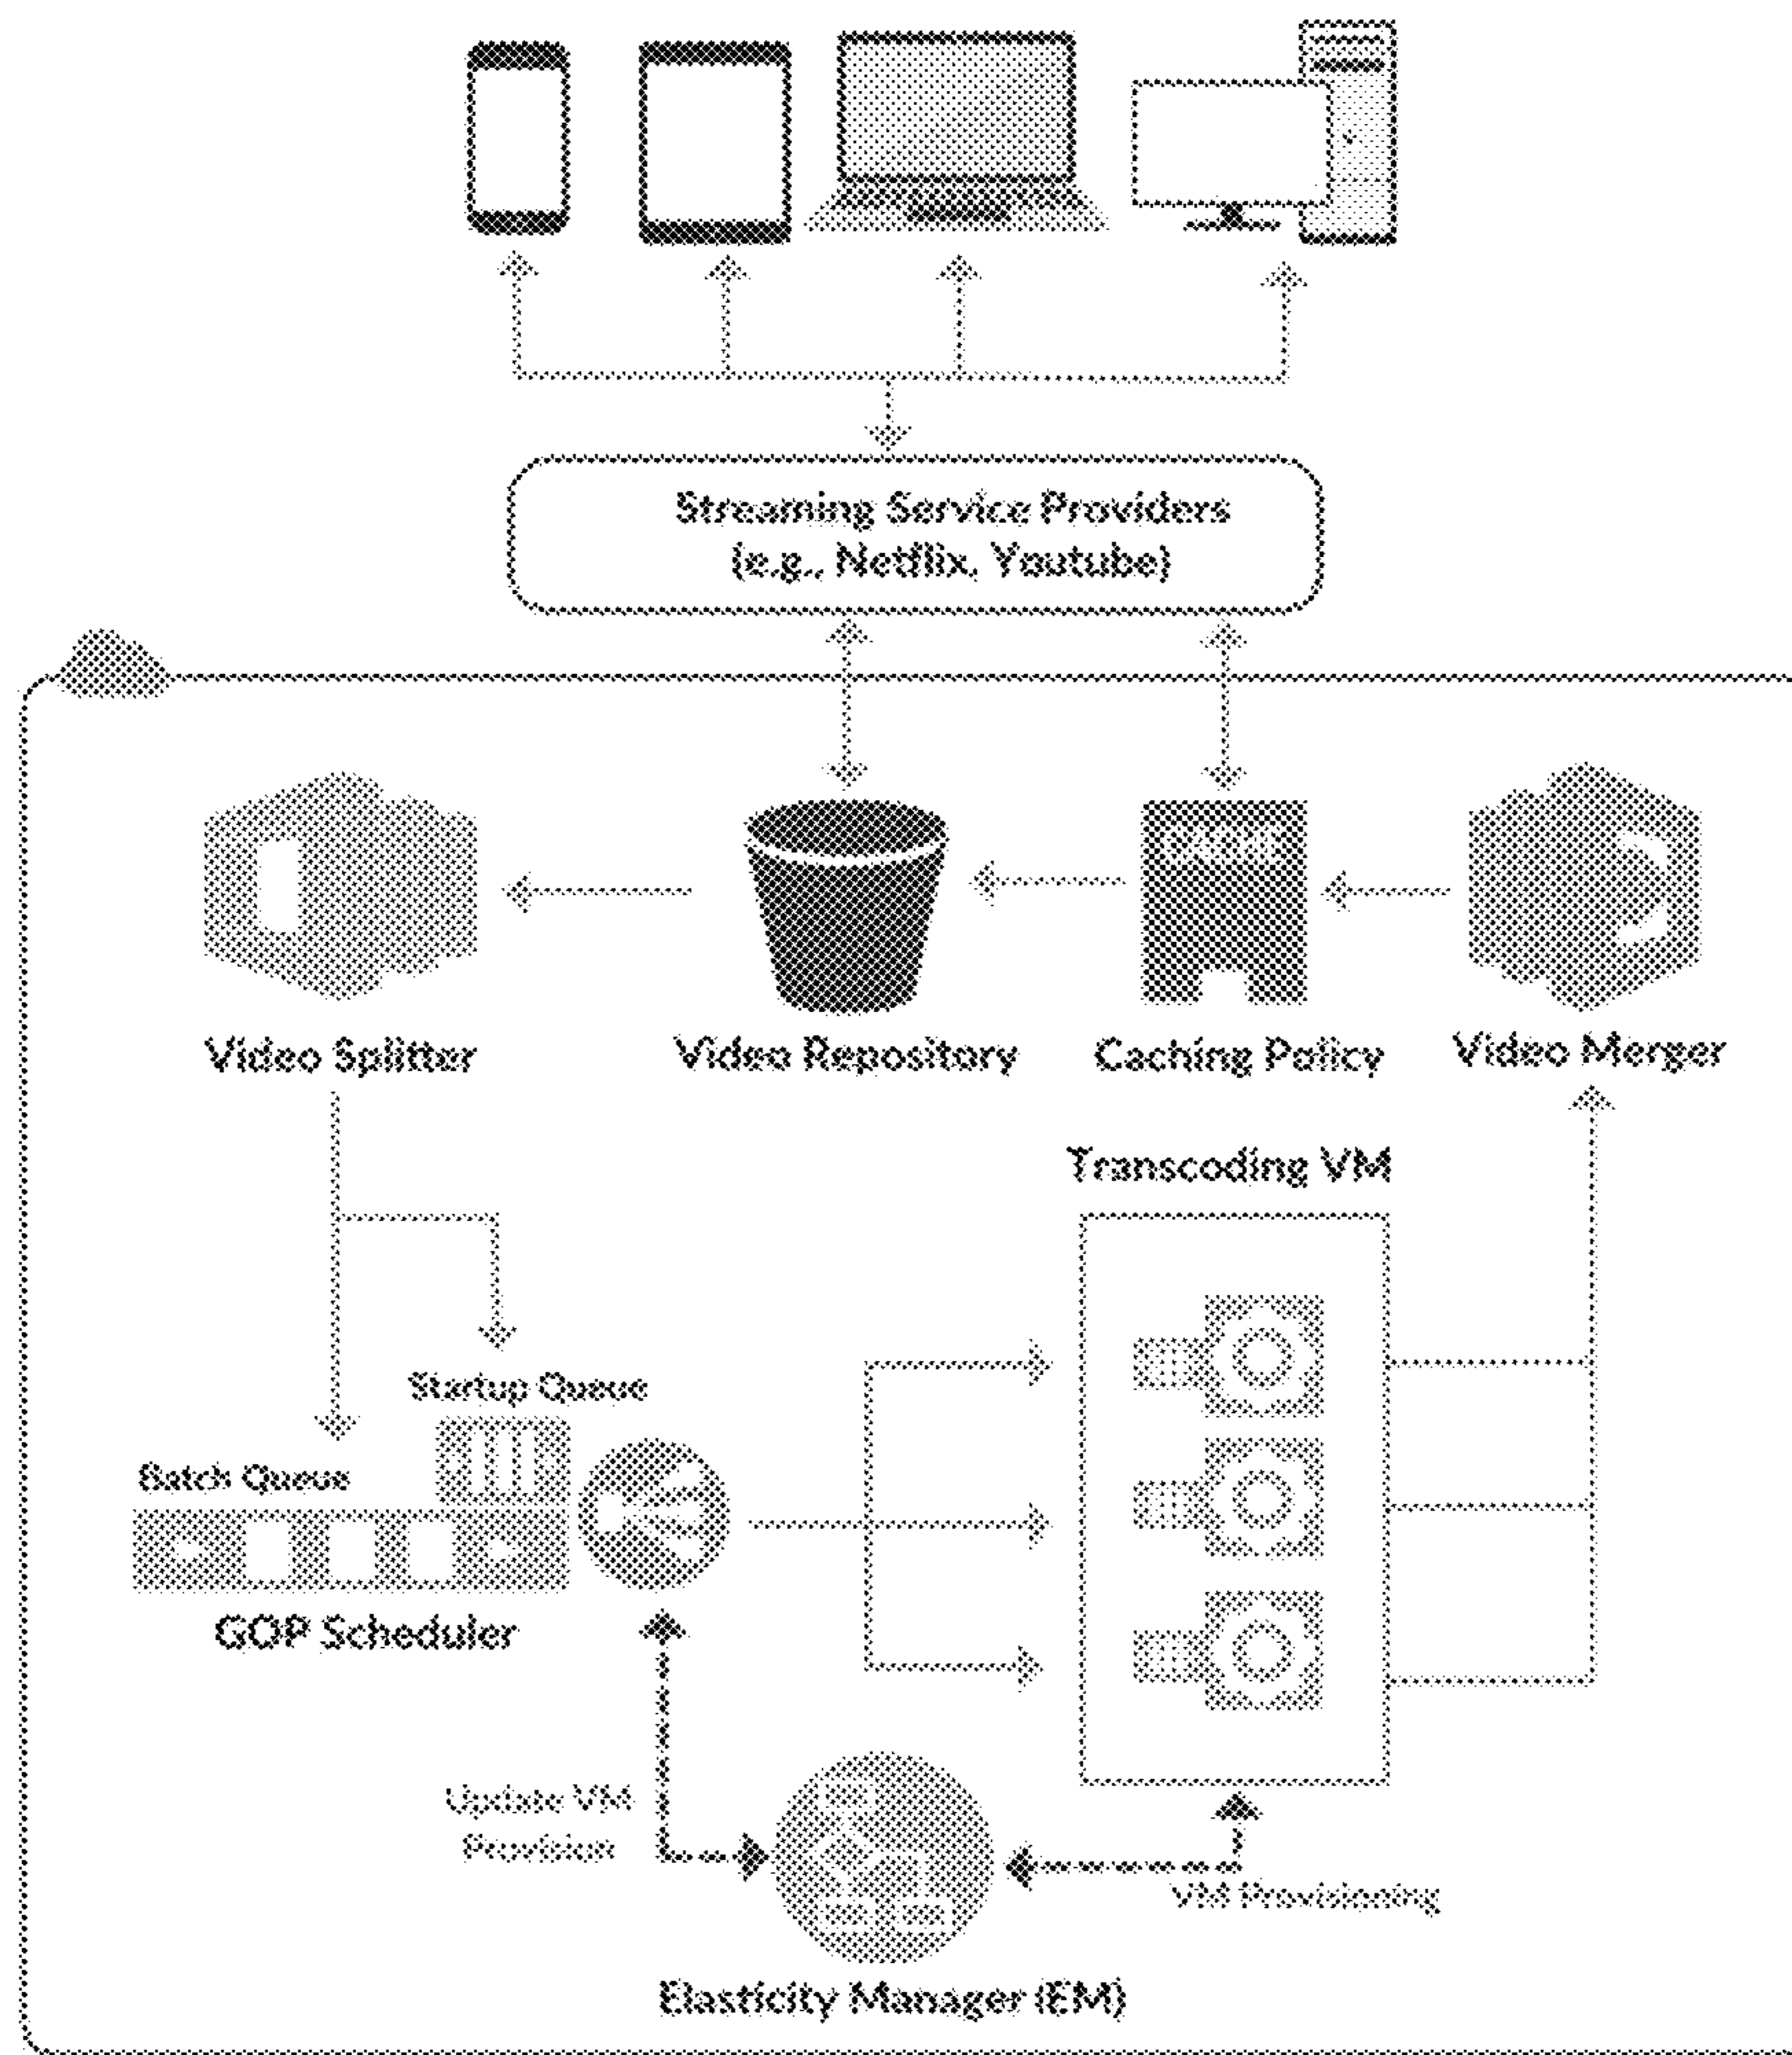 Streaming Service Providers
(e.g., Netflix, Youtube)
Video Splitter
Video Repository
Caching Policy
Video Merger
Transcoding VM
Startup Queue
Batch Queue
GOP Scheduler
Update VM
Provision
VM Provisioning
Elasticity Manager (EM)